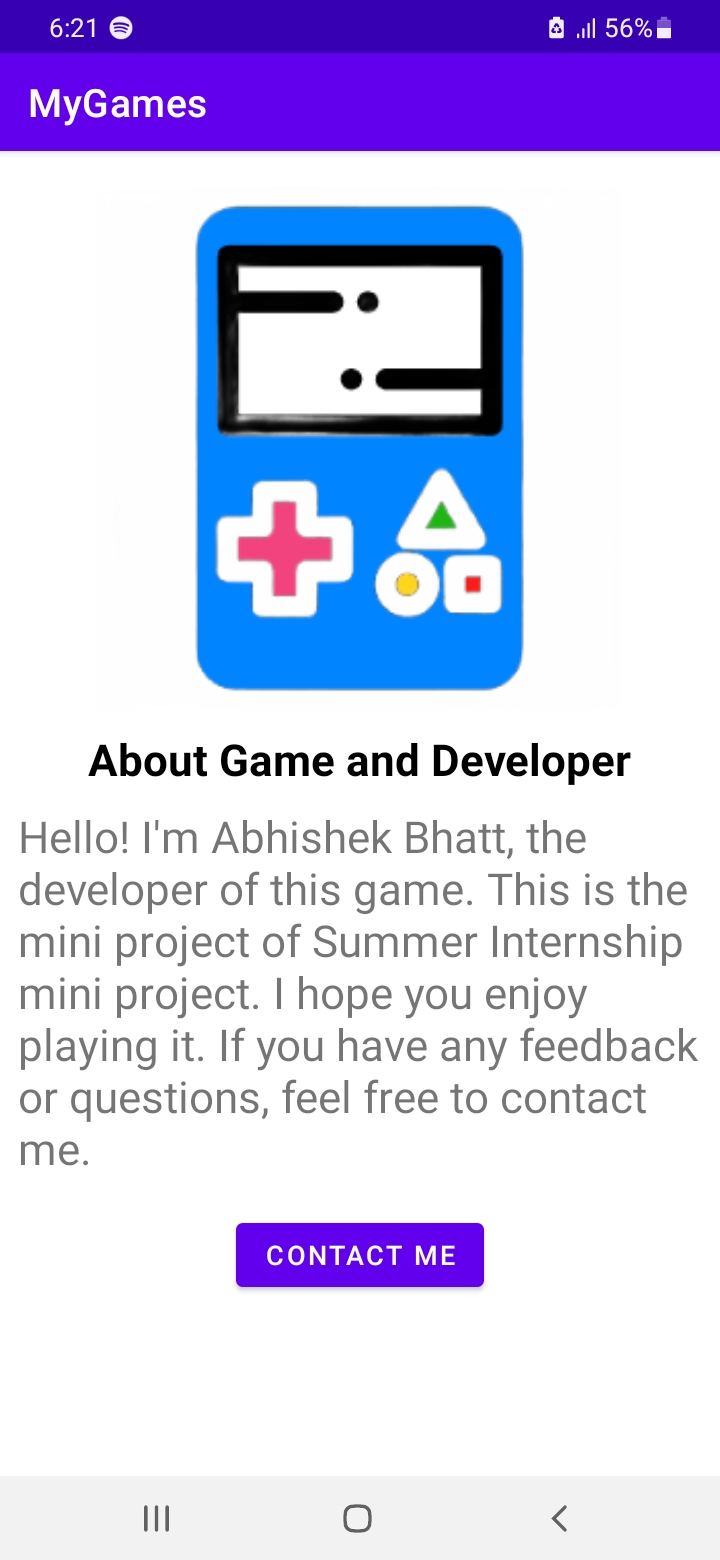 6:21 56%
MyGames
About Game and Developer
Hello! I'm Abhishek Bhatt, the
developer of this game. This is the
mini project of Summer Internship
mini project. I hope you enjoy
playing it. If you have any feedback
or questions, feel free to contact
me.
CONTACT ME